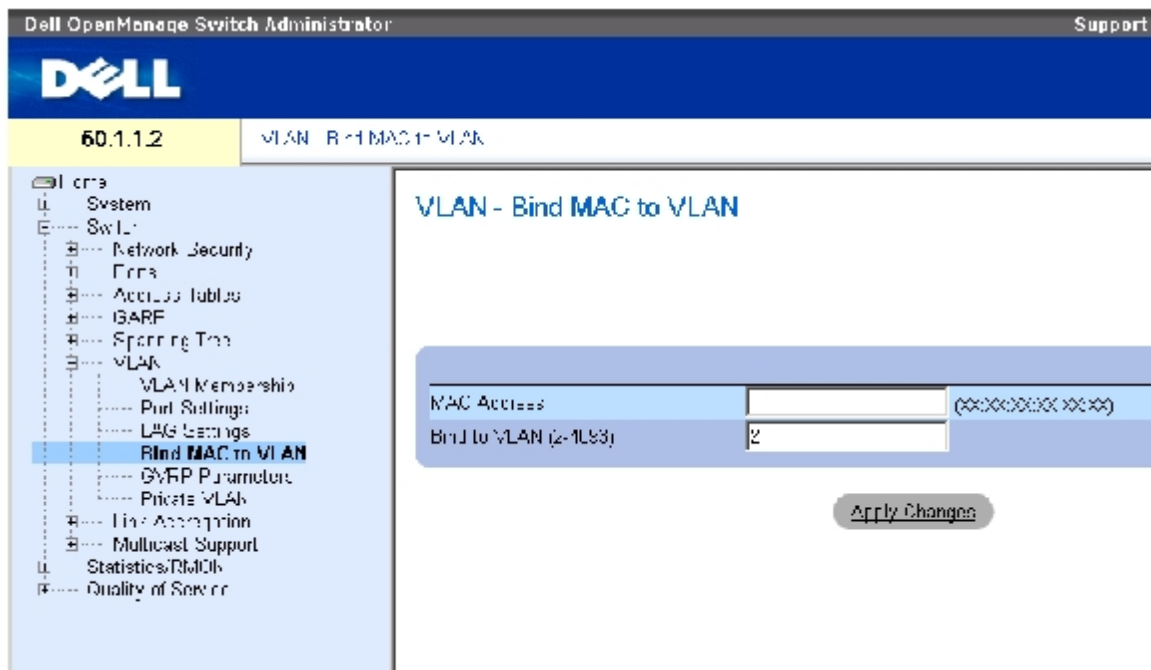 Dell OpenManage Switch Administrator
Support
DELL
60.1.1.2
VLAN - Bind MAC to VLAN
Home
System
Switch
Network Security
Ports
Address Tables
GARP
Spanning Tree
VLAN
VLAN Membership
Port Settings
LAG Settings
Bind MAC to VLAN
GVRP Parameters
Private VLAN
Link Aggregation
Multicast Support
Statistics/RMON
Quality of Service
VLAN - Bind MAC to VLAN
MAC Address
(XX:XX:XX:XX:XX:XX)
Bind to VLAN (2-4093)
2
Apply Changes